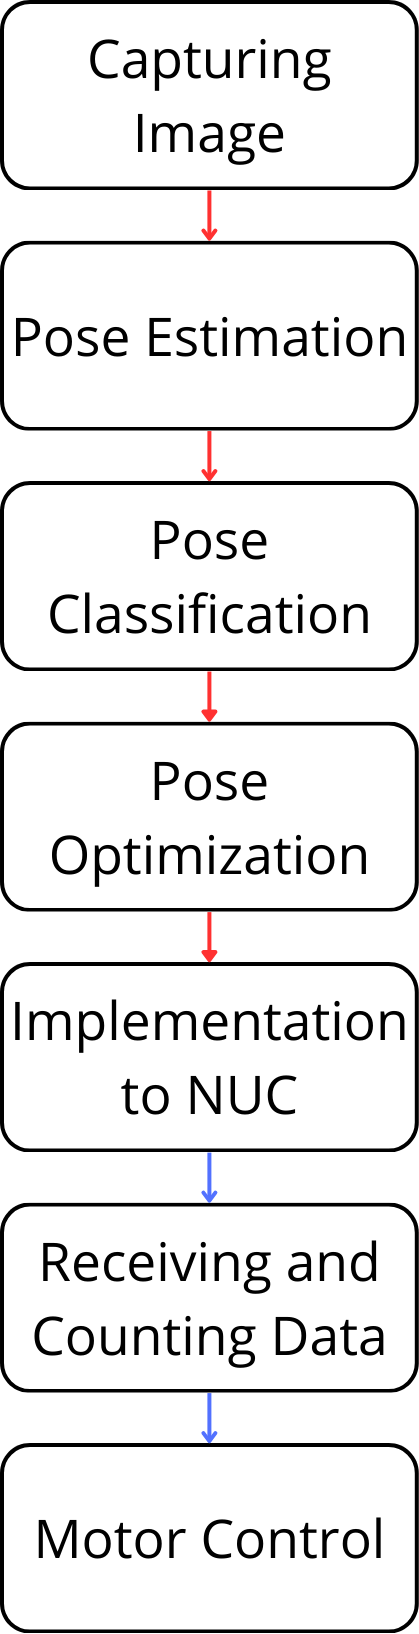 Capturing
Image
Pose Estimation
Pose
Classification
Pose
Optimization
Implementation
to NUC
Receiving and
Counting Data
Motor Control